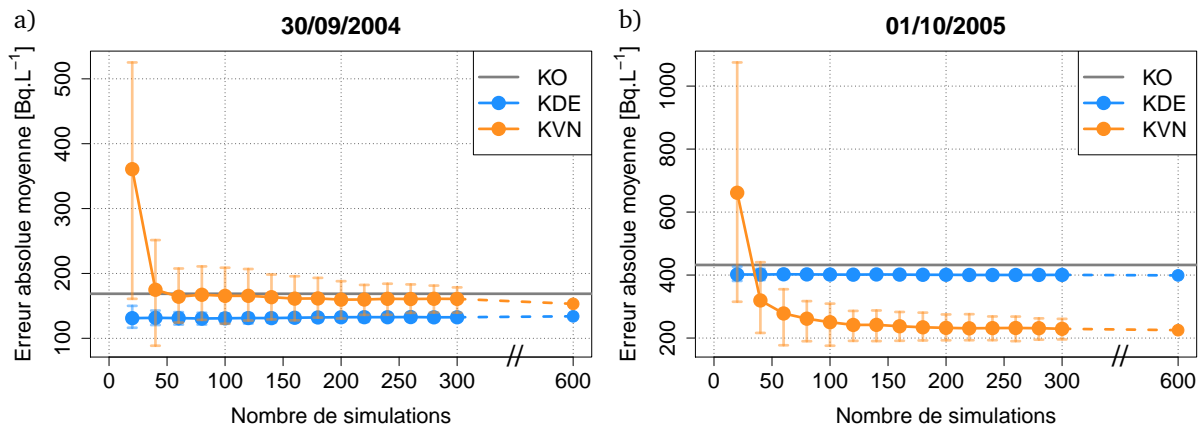 a)
30/09/2004
Erreur absolue moyenne [Bq.L⁻¹]
500
400
300
200
100
KO
KDE
KVN
0
50
100
150
200
250
300
600
Nombre de simulations
b)
01/10/2005
Erreur absolue moyenne [Bq.L⁻¹]
1000
800
600
400
200
KO
KDE
KVN
0
50
100
150
200
250
300
600
Nombre de simulations